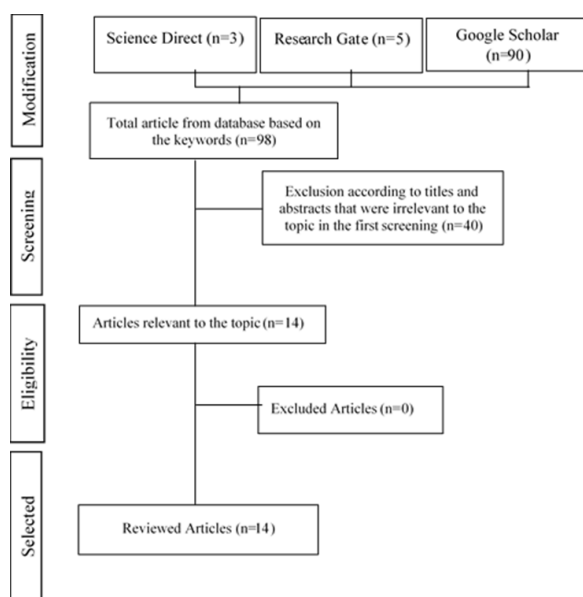 Science Direct (n=3)
Research Gate (n=5)
Google Scholar
(n=90)
Modification
Total article from database based on
the keywords (n=98)
Screening
Exclusion according to titles and
abstracts that were irrelevant to the
topic in the first screening (n=40)
Articles relevant to the topic (n=14)
Eligibility
Excluded Articles (n=0)
Selected
Reviewed Articles (n=14)